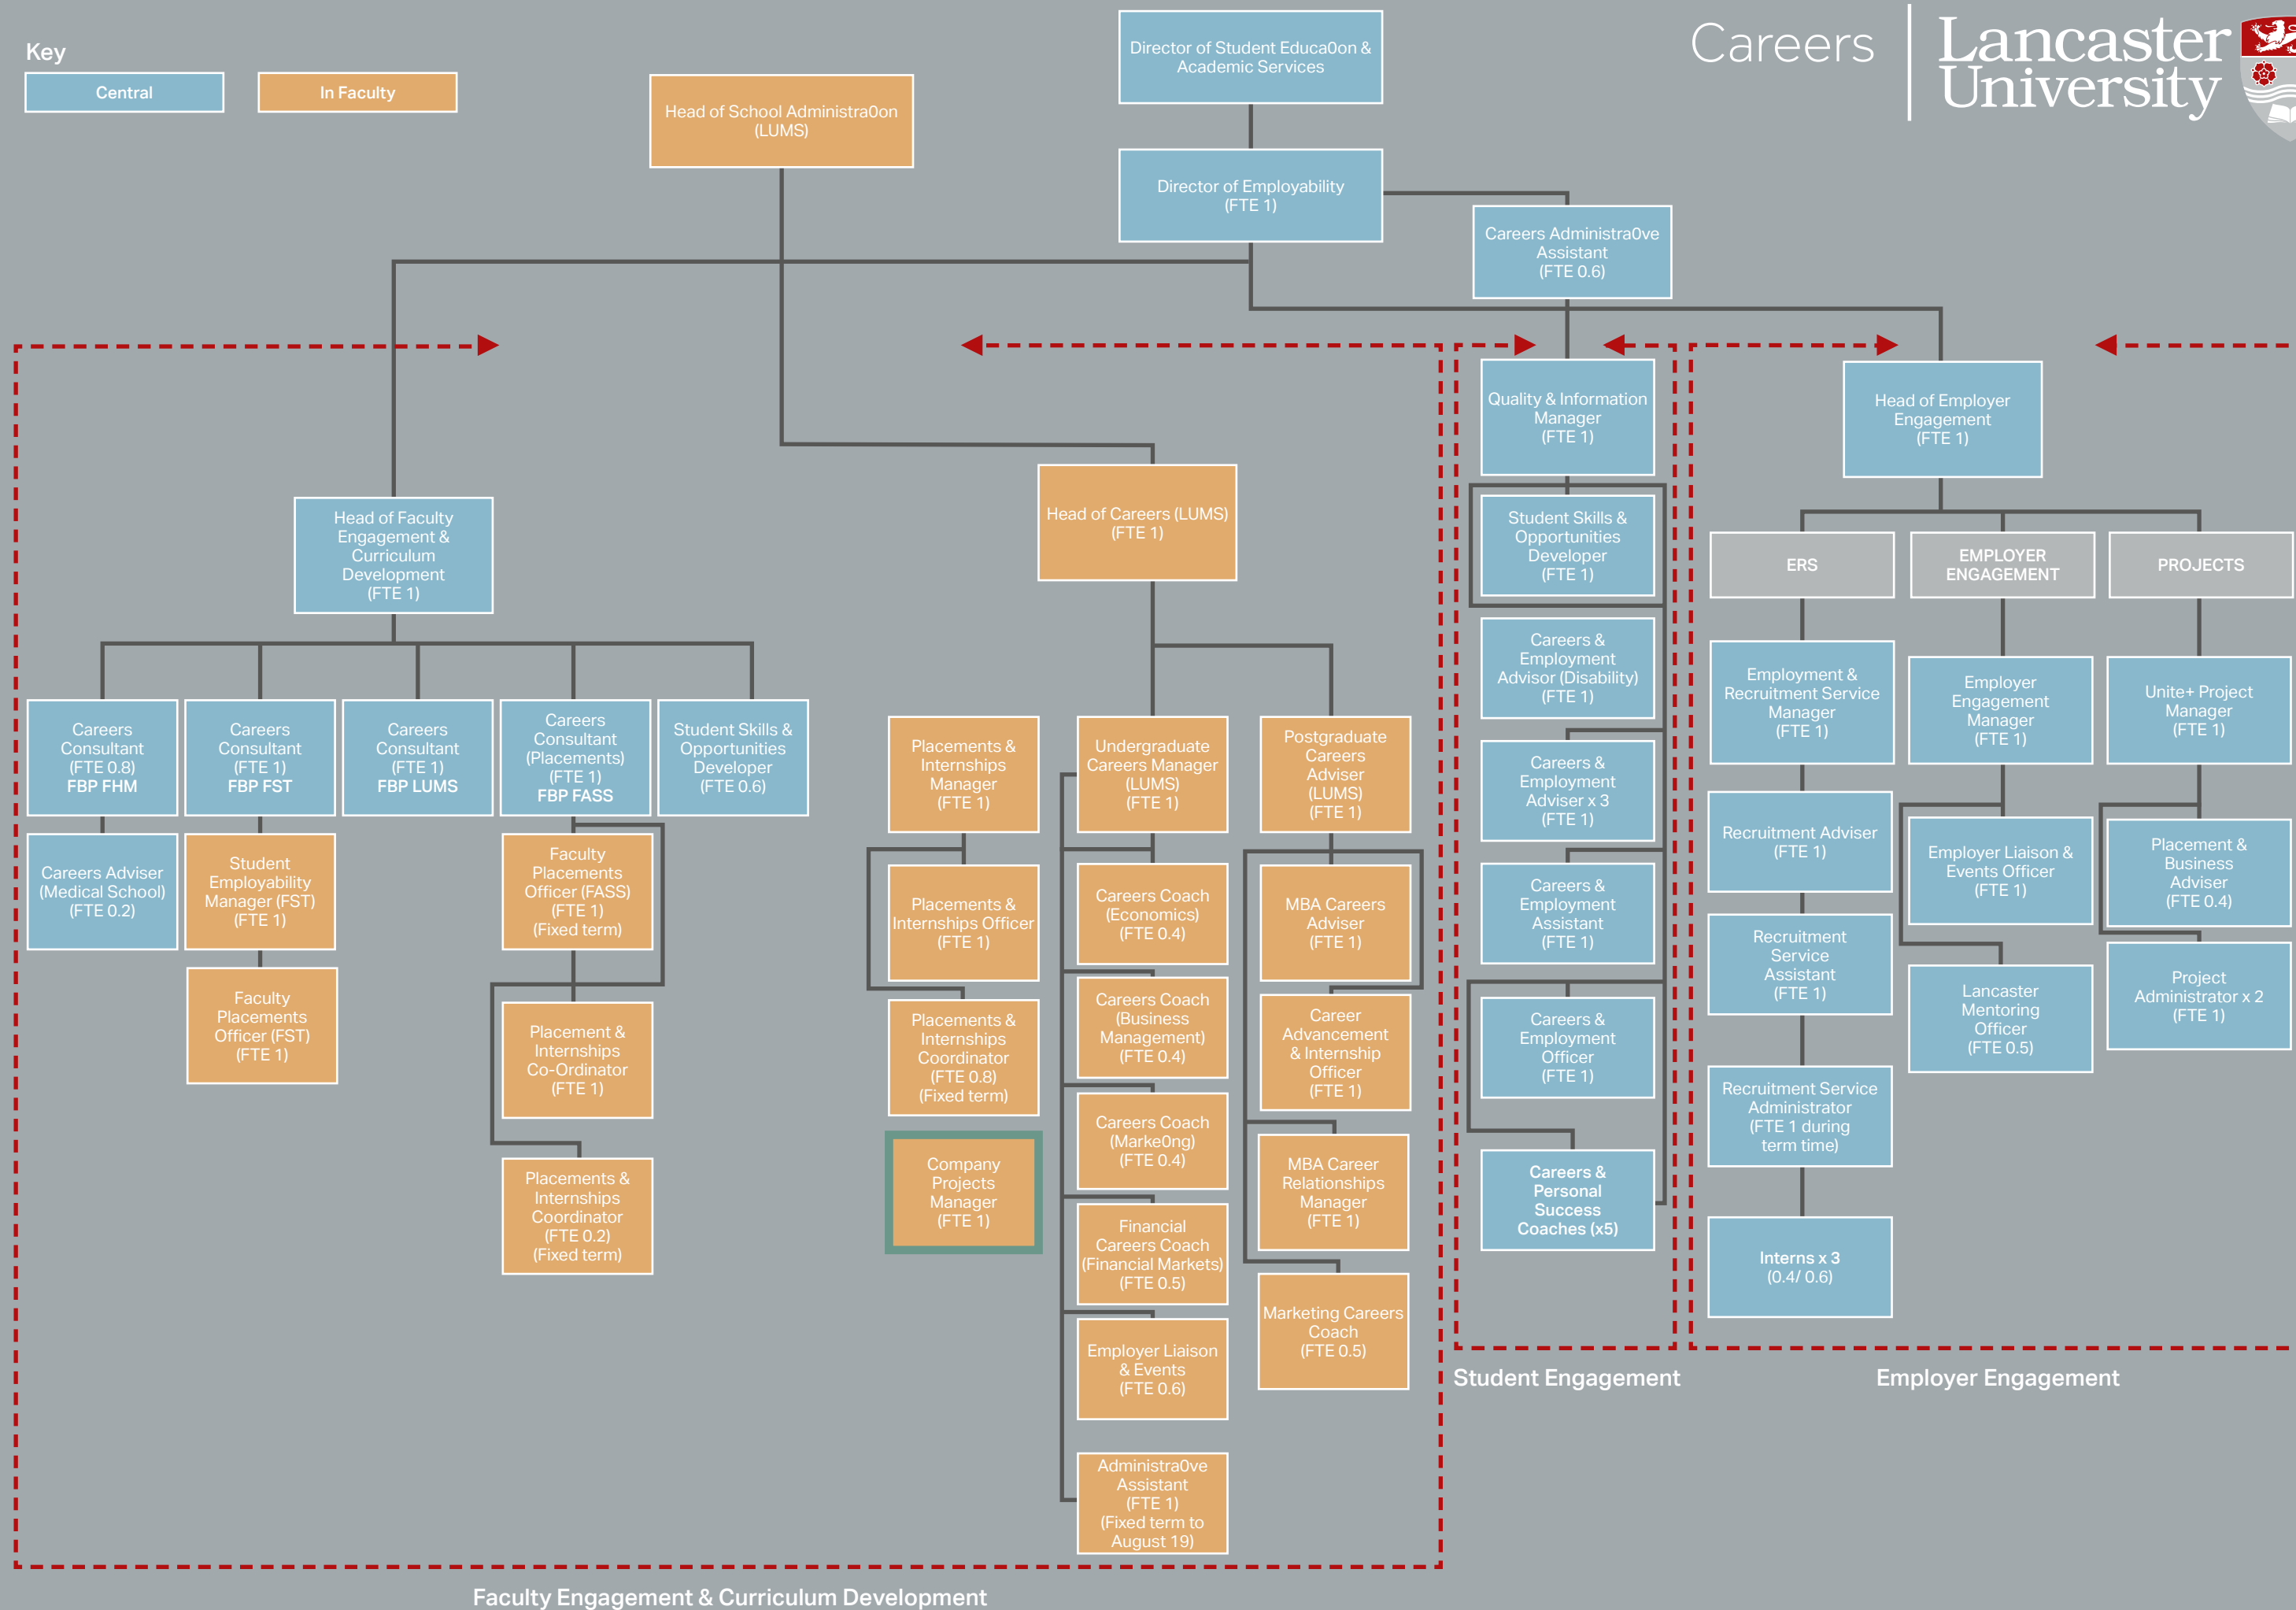 Key
Central
In Faculty
Careers
Lancaster
University
Director of Student Educa0on &
Academic Services
Head of School Administra0on
(LUMS)
Director of Employability
(FTE 1)
Careers Administra0ve
Assistant
(FTE 0.6)
Quality & Information
Manager
(FTE 1)
Head of Employer
Engagement
(FTE 1)
Head of Faculty
Engagement &
Curriculum
Development
(FTE 1)
Head of Careers (LUMS)
(FTE 1)
Careers
Consultant
(FTE 0.8)
FBP FHM
Careers
Consultant
(FTE 1)
FBP FST
Careers
Consultant
(FTE 1)
FBP LUMS
Careers
Consultant
(Placements)
(FTE 1)
FBP FASS
Student Skills &
Opportunities
Developer
(FTE 0.6)
Careers Adviser
(Medical School)
(FTE 0.2)
Student
Employability
Manager (FST)
(FTE 1)
Faculty
Placements
Officer (FASS)
(FTE 1)
(Fixed term)
Faculty
Placements
Officer (FST)
(FTE 1)
Placement &
Internships
Co-Ordinator
(FTE 1)
Placements &
Internships
Coordinator
(FTE 0.2)
(Fixed term)
Placements &
Internships
Manager
(FTE 1)
Placements &
Internships Officer
(FTE 1)
Placements &
Internships
Coordinator
(FTE 0.8)
(Fixed term)
Company
Projects
Manager
(FTE 1)
Undergraduate
Careers Manager
(LUMS)
(FTE 1)
Careers Coach
(Economics)
(FTE 0.4)
Careers Coach
(Business
Management)
(FTE 0.4)
Careers Coach
(Marke0ng)
(FTE 0.4)
Financial
Careers Coach
(Financial Markets)
(FTE 0.5)
Employer Liaison
& Events
(FTE 0.6)
Administra0ve
Assistant
(FTE 1)
(Fixed term to
August 19)
Postgraduate
Careers
Adviser
(LUMS)
(FTE 1)
MBA Careers
Adviser
(FTE 1)
Career
Advancement
& Internship
Officer
(FTE 1)
MBA Career
Relationships
Manager
(FTE 1)
Marketing Careers
Coach
(FTE 0.5)
Student Skills &
Opportunities
Developer
(FTE 1)
Careers &
Employment
Advisor (Disability)
(FTE 1)
Careers &
Employment
Adviser x 3
(FTE 1)
Careers &
Employment
Assistant
(FTE 1)
Careers &
Employment
Officer
(FTE 1)
Careers &
Personal
Success
Coaches (x5)
ERS
EMPLOYER
ENGAGEMENT
PROJECTS
Employment &
Recruitment Service
Manager
(FTE 1)
Recruitment Adviser
(FTE 1)
Recruitment
Service
Assistant
(FTE 1)
Recruitment Service
Administrator
(FTE 1 during
term time)
Interns x 3
(0.4/ 0.6)
Employer
Engagement
Manager
(FTE 1)
Employer Liaison &
Events Officer
(FTE 1)
Lancaster
Mentoring
Officer
(FTE 0.5)
Unite+ Project
Manager
(FTE 1)
Placement &
Business
Adviser
(FTE 0.4)
Project
Administrator x 2
(FTE 1)
Student Engagement
Employer Engagement
Faculty Engagement & Curriculum Development